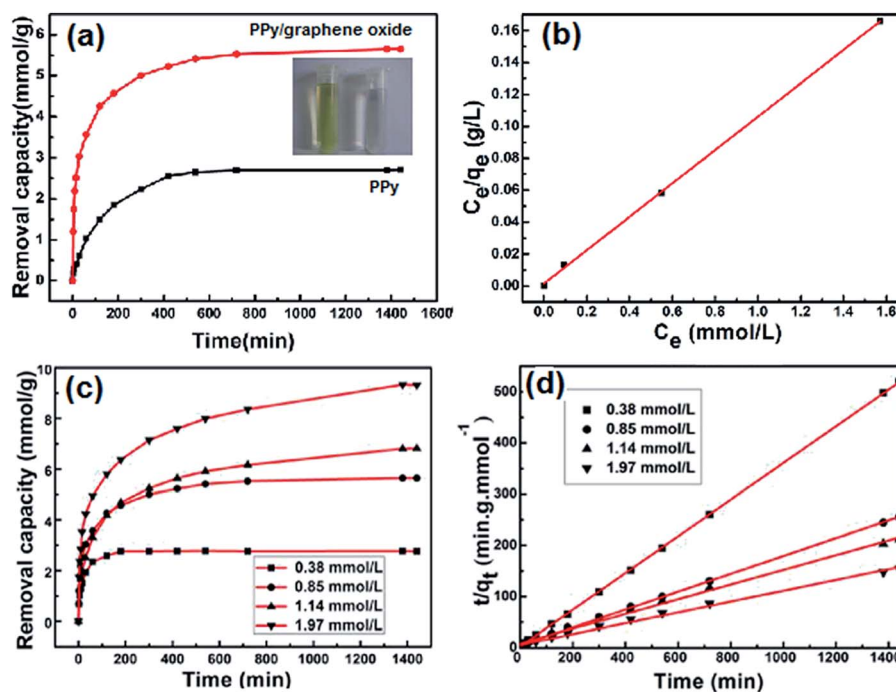 (a)
PPy/graphene oxide
PPy
Removal capacity(mmol/g)
6
5
4
3
2
1
0
0 200 400 600 800 1000 1200 1400 1600
Time(min)
(b)
Ce/qe (g/L)
0.16
0.14
0.12
0.10
0.08
0.06
0.04
0.02
0.00
0.0 0.2 0.4 0.6 0.8 1.0 1.2 1.4 1.6
Ce (mmol/L)
(c)
Removal capacity (mmol/g)
10
8
6
4
2
0
0.38 mmol/L
0.85 mmol/L
1.14 mmol/L
1.97 mmol/L
0 200 400 600 800 1000 1200 1400
Time (min)
(d)
t/qt (min.g.mmol-1)
500
400
300
200
100
0
0.38 mmol/L
0.85 mmol/L
1.14 mmol/L
1.97 mmol/L
0 200 400 600 800 1000 1200 1400
Time (min)